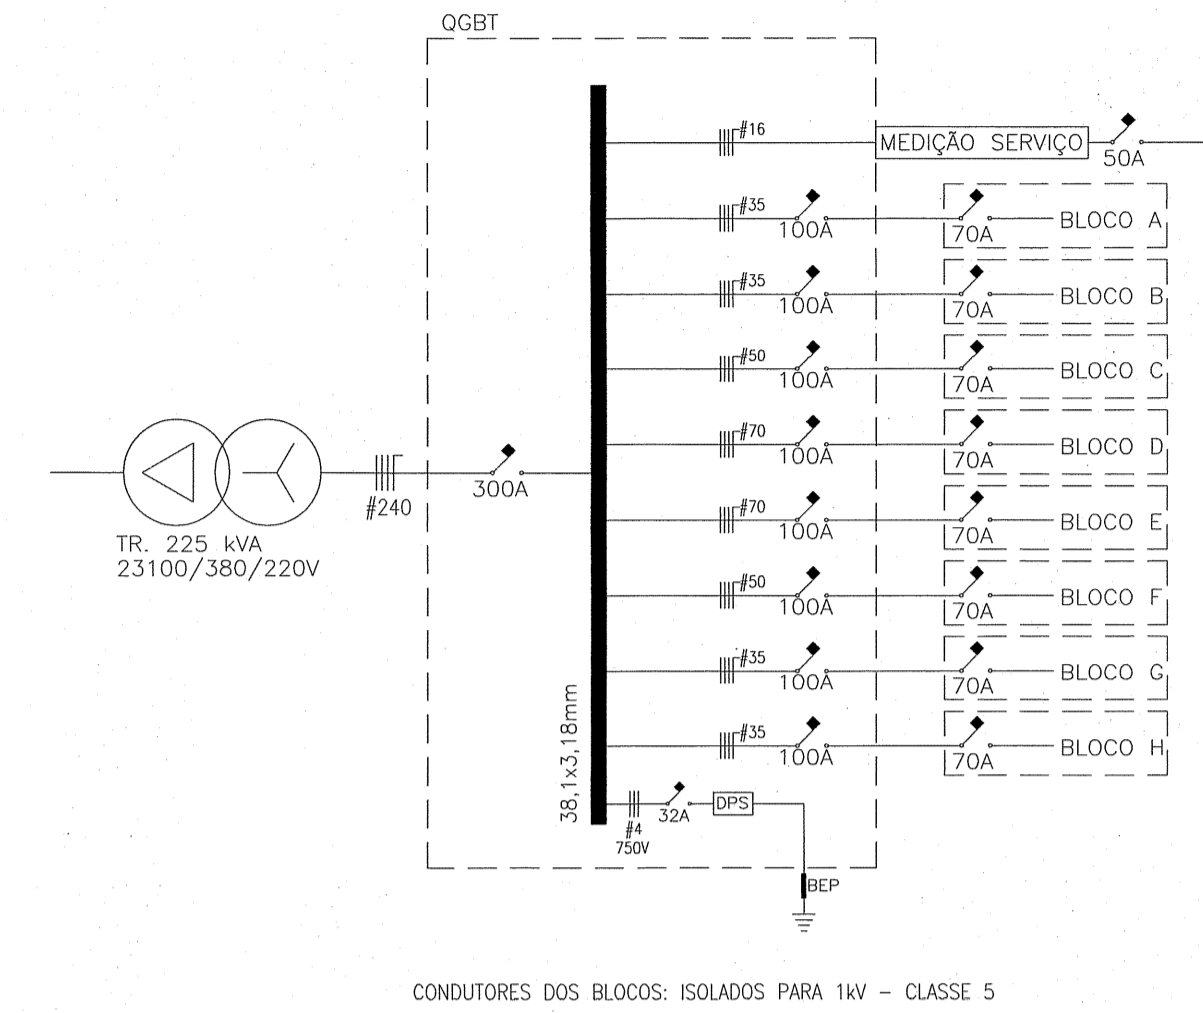 QGBT
#16
MEDIÇÃO SERVIÇO
50A
#35
100A
70A
BLOCO A
#35
100A
70A
BLOCO B
#50
100A
70A
BLOCO C
#70
100A
70A
BLOCO D
#240
300A
TR. 225 kVA
23100/380/220V
#70
100A
70A
BLOCO E
#50
100A
70A
BLOCO F
#35
100A
70A
BLOCO G
#35
100A
70A
BLOCO H
38,1x3,18mm
#4
750V
32A
DPS
BEP
CONDUTORES DOS BLOCOS: ISOLADOS PARA 1kV – CLASSE 5